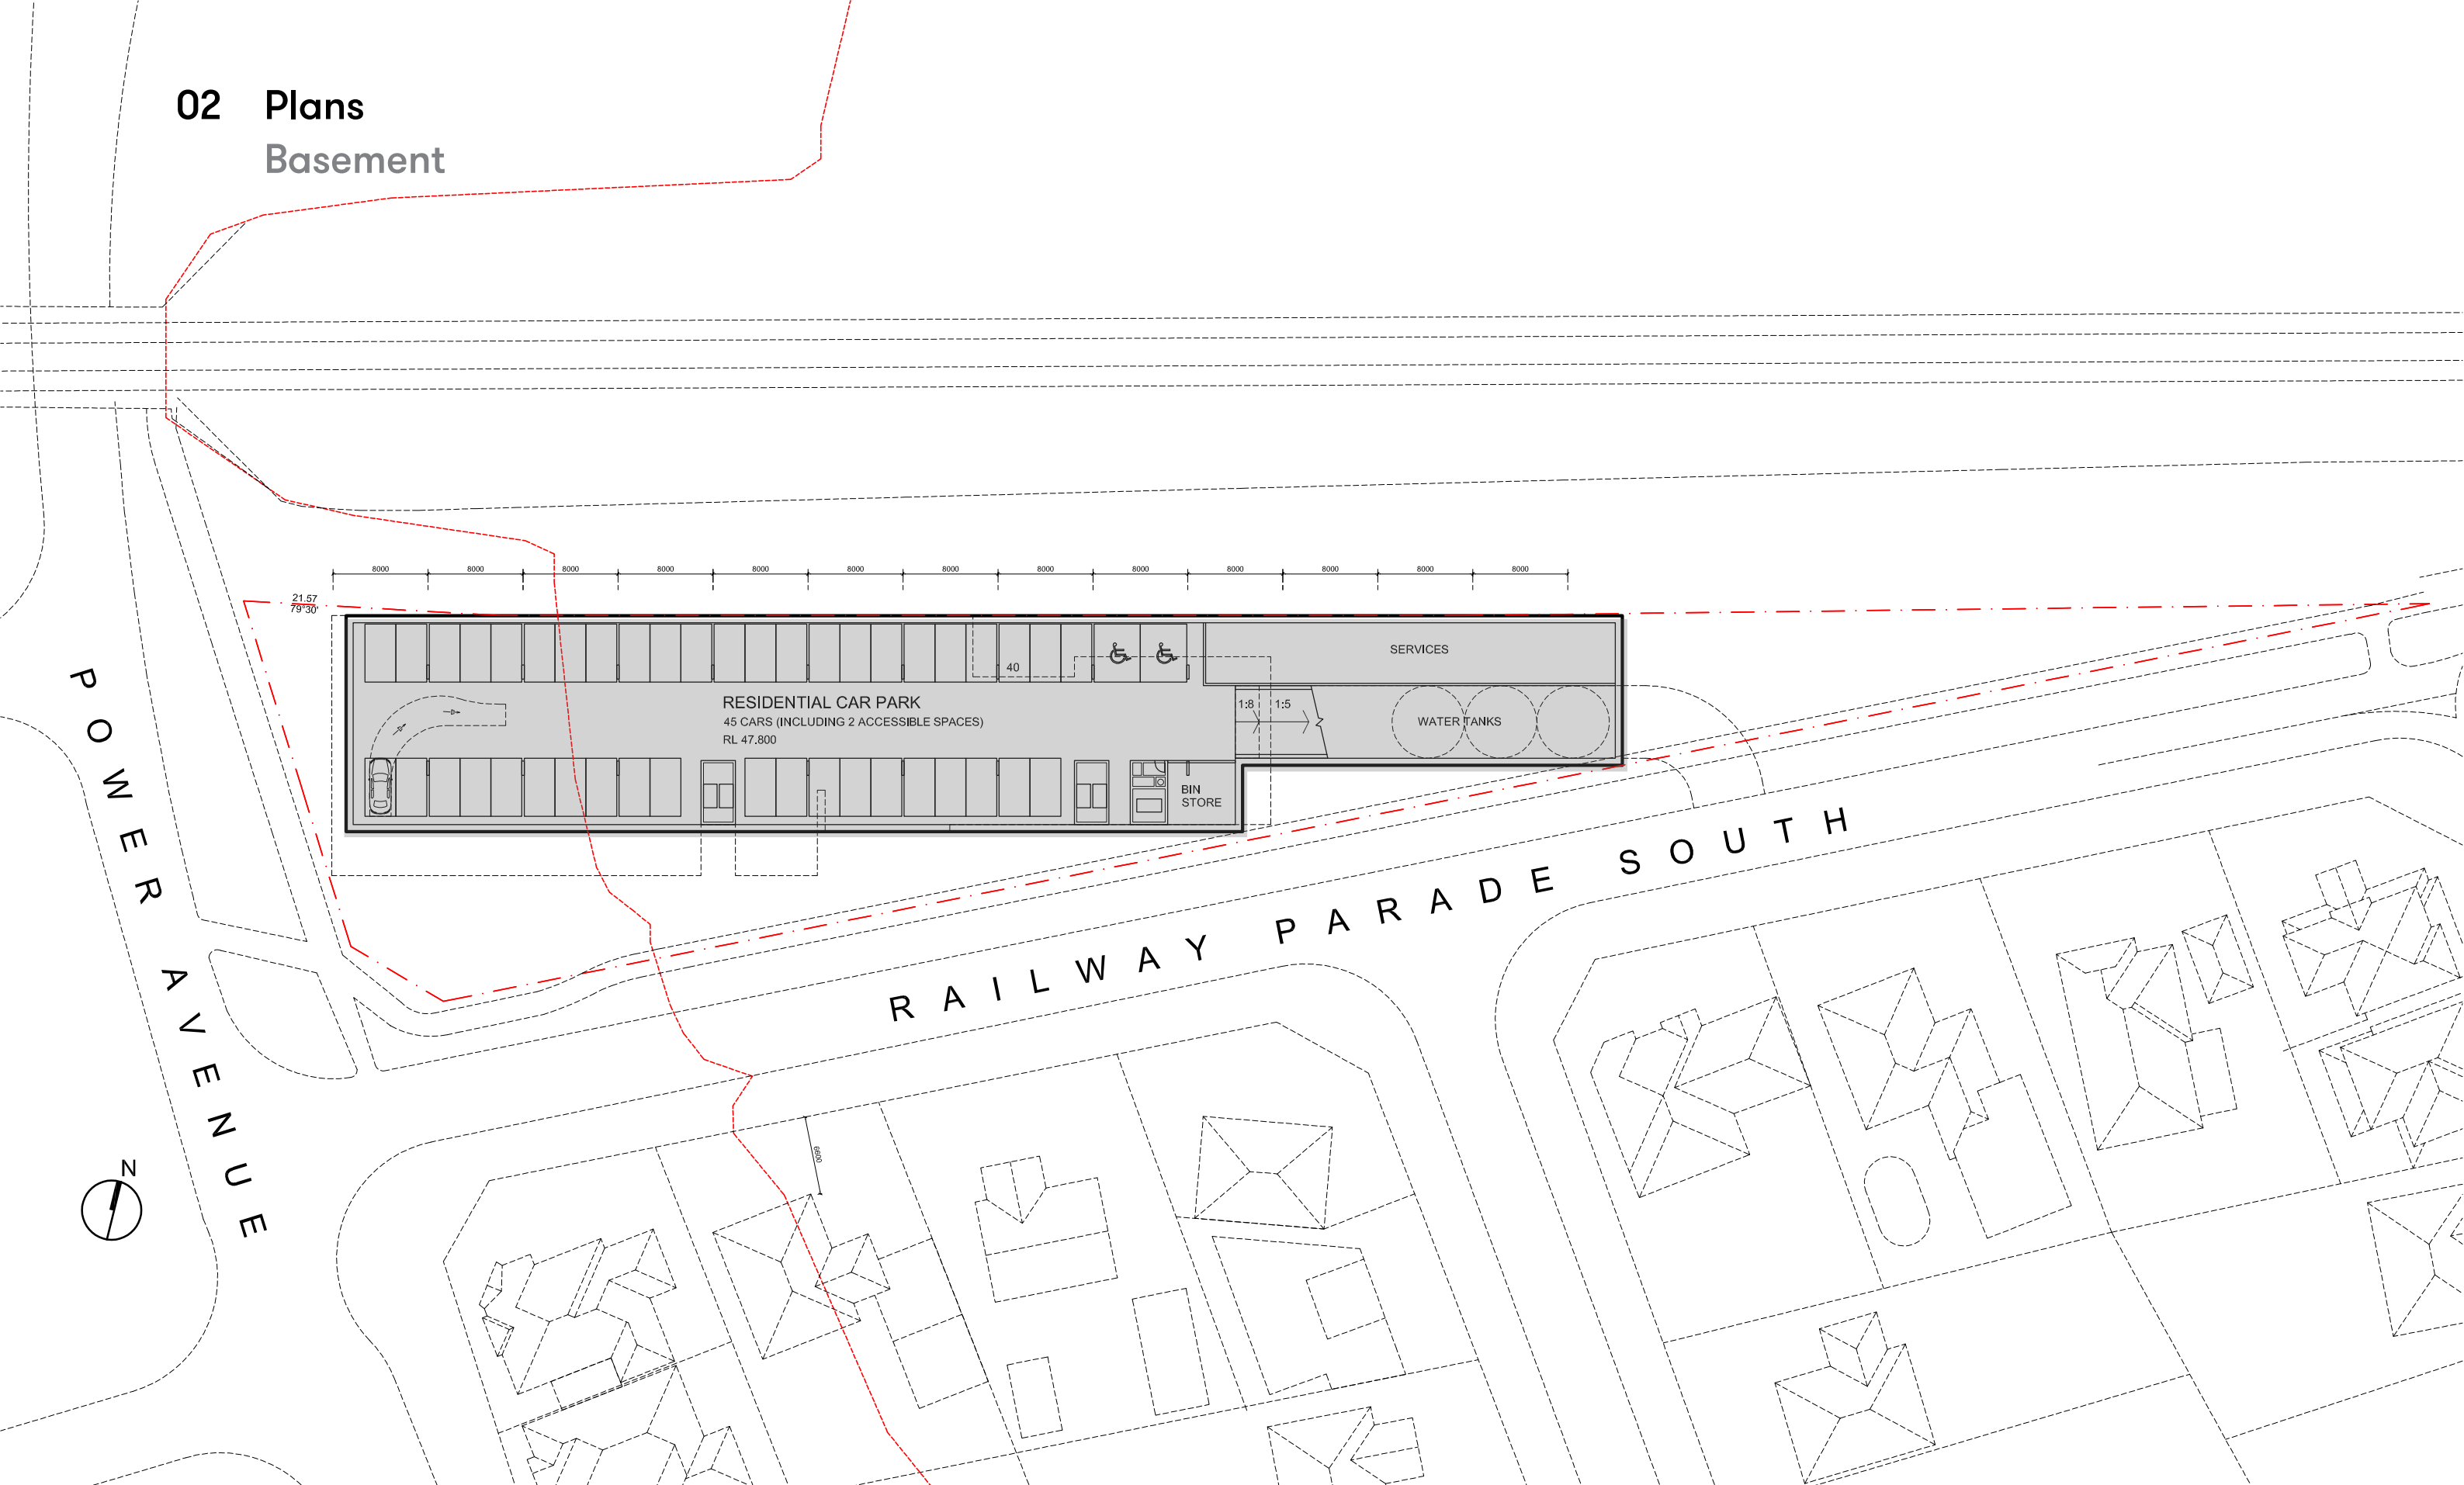 02 Plans
Basement
8000 8000 8000 8000 8000 8000 8000 8000 8000 8000 8000 8000 8000
21.57
79°30'
SERVICES
40
RESIDENTIAL CAR PARK
45 CARS (INCLUDING 2 ACCESSIBLE SPACES)
RL 47.800
1:8 1:5
WATER TANKS
BIN
STORE
POWER AVENUE
RAILWAY PARADE SOUTH
6600
N